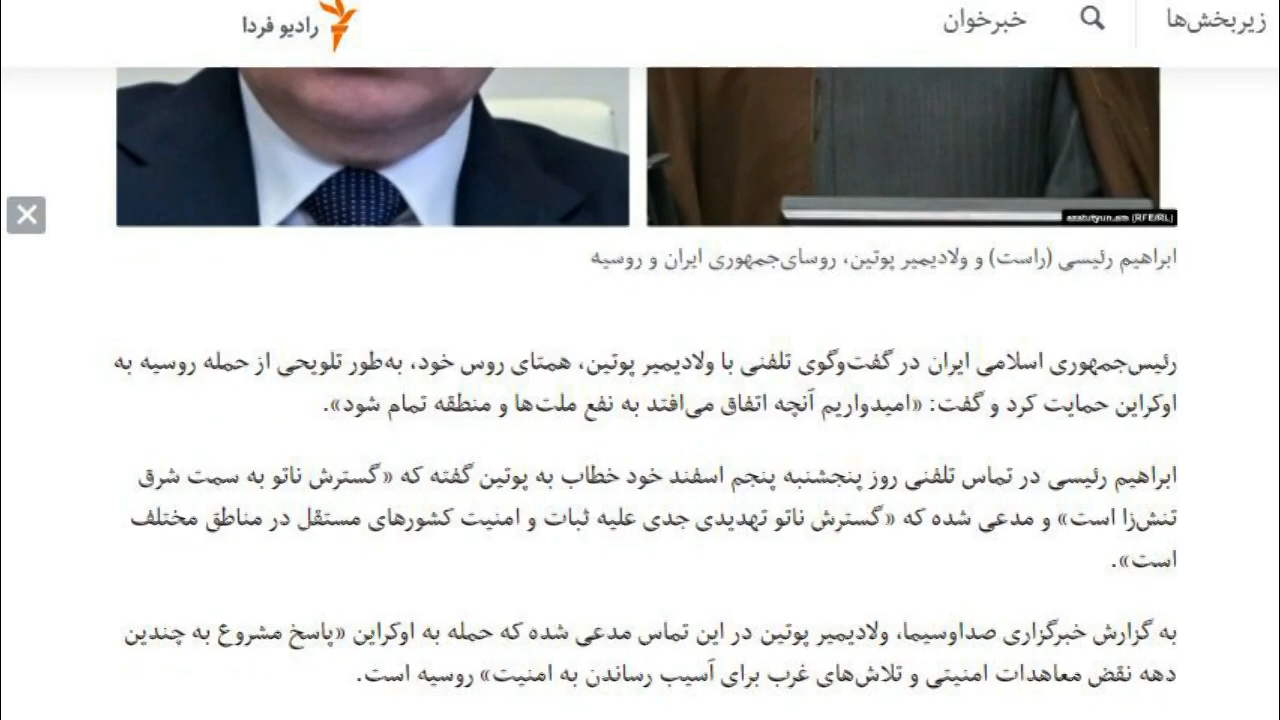 زیربخش‌ها
خبرخوان
رادیو فردا
azatutyun.am (RFE/RL)
ابراهیم رئیسی (راست) و ولادیمیر پوتین، روسای‌جمهوری ایران و روسیه
رئیس‌جمهوری اسلامی ایران در گفت‌وگوی تلفنی با ولادیمیر پوتین، همتای روس خود، به‌طور تلویحی از حمله روسیه به
اوکراین حمایت کرد و گفت: «امیدواریم آنچه اتفاق می‌افتد به نفع ملت‌ها و منطقه تمام شود».
ابراهیم رئیسی در تماس تلفنی روز پنجشنبه پنجم اسفند خود خطاب به پوتین گفته که «گسترش ناتو به سمت شرق
تنش‌زا است» و مدعی شده که «گسترش ناتو تهدیدی جدی علیه ثبات و امنیت کشورهای مستقل در مناطق مختلف
است».
به گزارش خبرگزاری صداوسیما، ولادیمیر پوتین در این تماس مدعی شده که حمله به اوکراین «پاسخ مشروع به چندین
دهه نقض معاهدات امنیتی و تلاش‌های غرب برای آسیب رساندن به امنیت» روسیه است.